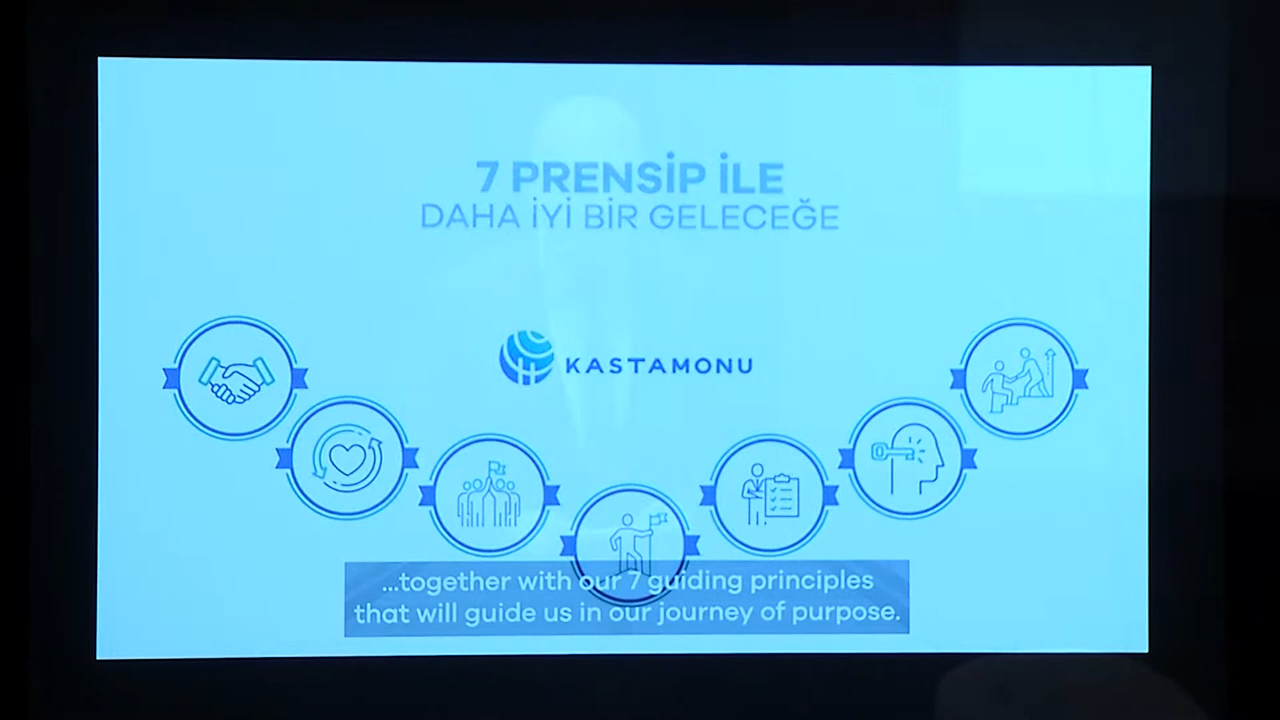 7 PRENSİP İLE
DAHA İYİ BİR GELECEĞE
KASTAMONU
...together with our 7 guiding principles
that will guide us in our journey of purpose.